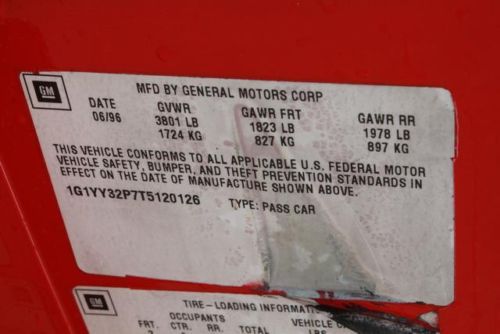 GM
MFD BY GENERAL MOTORS CORP
DATE GVWR GAWR FRT GAWR RR
06/96 3801 LB 1823 LB 1978 LB
1724 KG 827 KG 897 KG
THIS VEHICLE CONFORMS TO ALL APPLICABLE U.S. FEDERAL MOTOR
VEHICLE SAFETY, BUMPER, AND THEFT PREVENTION STANDARDS IN
EFFECT ON THE DATE OF MANUFACTURE SHOWN ABOVE.
1G1YY32P7T5120126 TYPE: PASS CAR
GM
TIRE-LOADING INFORMATI
OCCUPANTS VEHICLE
FRT. CTR. RR. TOTAL LBS